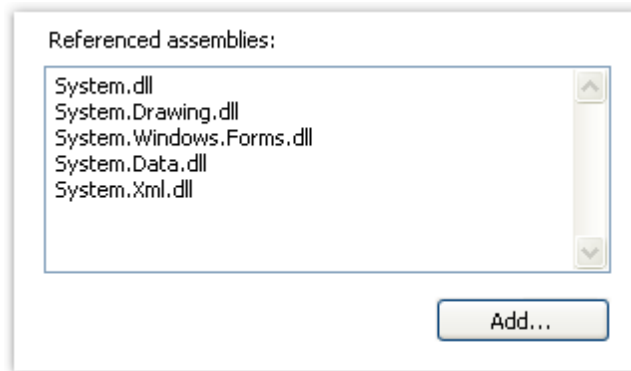 Referenced assemblies:
System.dll
System.Drawing.dll
System.Windows.Forms.dll
System.Data.dll
System.Xml.dll
Add...